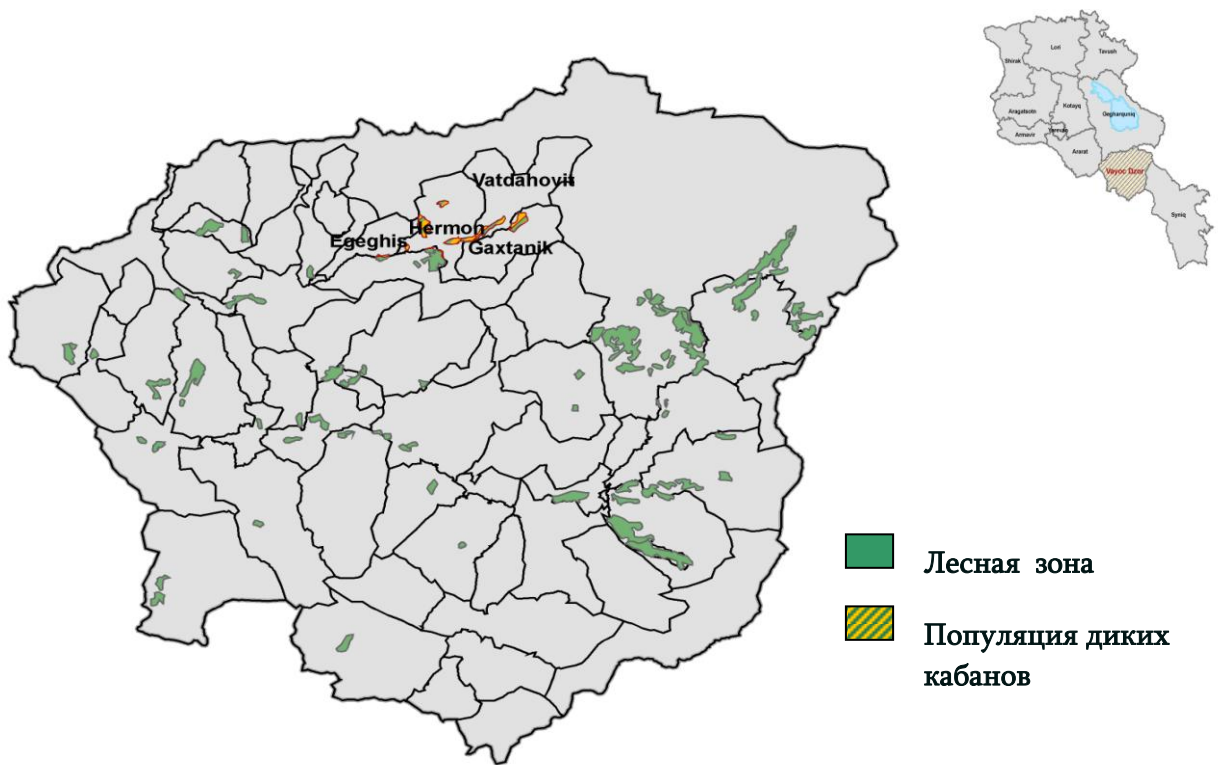 Lori
Tavush
Shirak
Aragatsotn
Kotayq
Gegharquniq
Armavir
Ararat
Vayoc Dzor
Syniq
Vatdahovit
Hermon
Egeghis
Gaxtanik
Лесная зона
Популяция диких
кабанов